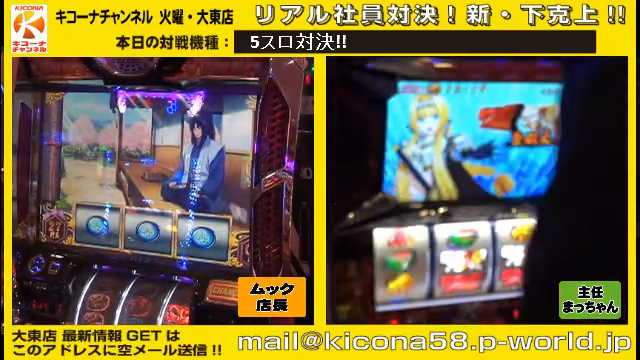 KICONA
キコーナ
チャンネル
キコーナチャンネル 火曜・大東店
リアル社員対決!新・下克上!!
本日の対戦機種: 5スロ対決!!
ムック
店長
主任
まっちゃん
大東店 最新情報 GET は
このアドレスに空メール送信!!
mail@kicona58.p-world.jp